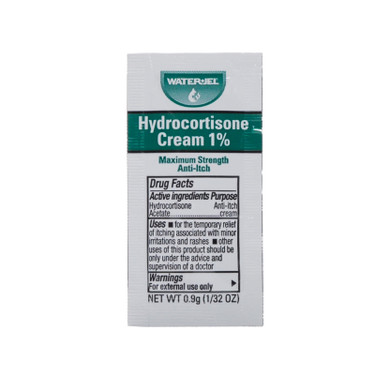 WATER-JEL
Hydrocortisone
Cream 1%
Maximum Strength
Anti-Itch
Drug Facts
Active ingredients Purpose
Hydrocortisone Anti-Itch
Acetate cream
Uses ■ for the temporary relief
of itching associated with minor
irritations and rashes ■ other
uses of this product should be
only under the advice and
supervision of a doctor
Warnings
For external use only
NET WT 0.9g (1/32 OZ)